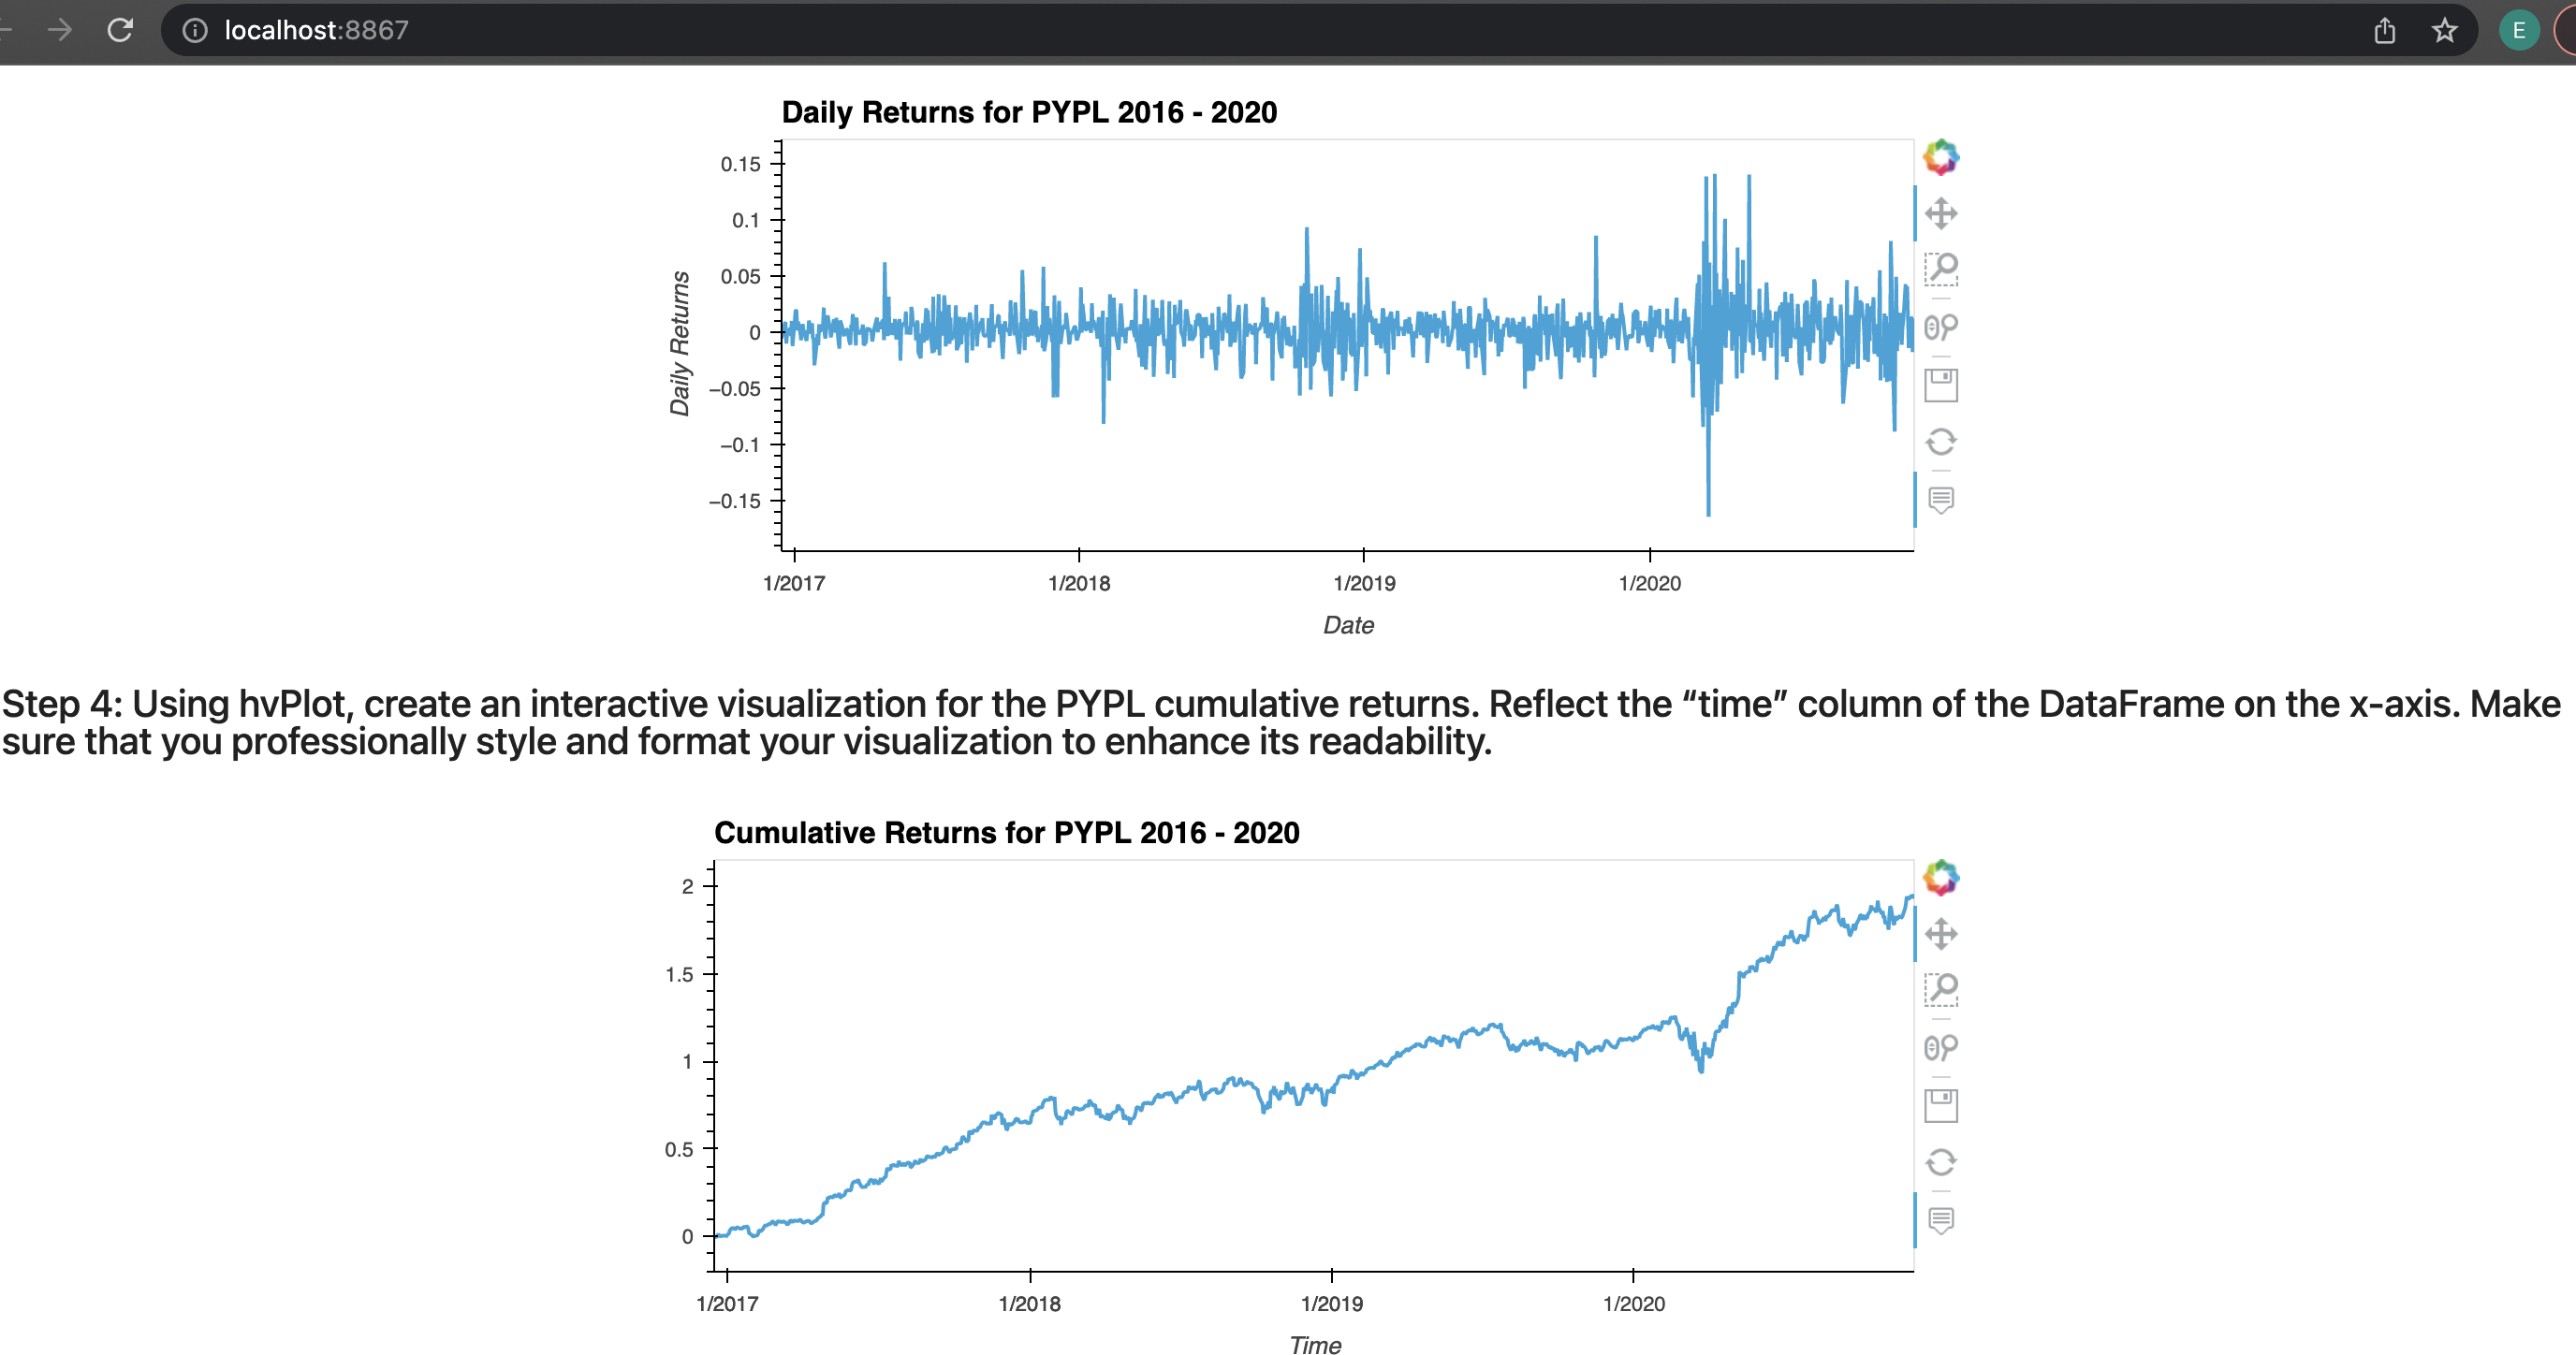 localhost:8867
E
Daily Returns for PYPL 2016 - 2020
0.15
0.1
0.05
0
−0.05
−0.1
−0.15
Daily Returns
1/2017 1/2018 1/2019 1/2020
Date
Step 4: Using hvPlot, create an interactive visualization for the PYPL cumulative returns. Reflect the “time” column of the DataFrame on the x-axis. Make
sure that you professionally style and format your visualization to enhance its readability.
Cumulative Returns for PYPL 2016 - 2020
2
1.5
1
0.5
0
1/2017 1/2018 1/2019 1/2020
Time